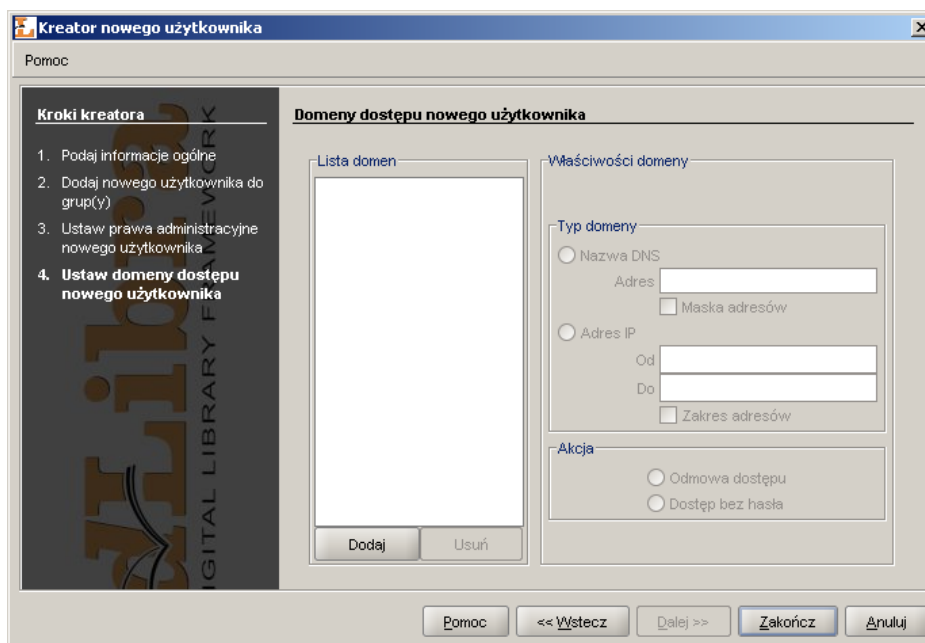 Kreator nowego użytkownika
Pomoc
Kroki kreatora
1. Podaj informacje ogólne
2. Dodaj nowego użytkownika do
grup(y)
3. Ustaw prawa administracyjne
nowego użytkownika
4. Ustaw domeny dostępu
nowego użytkownika
dLibra
DIGITAL LIBRARY FRAMEWORK
Domeny dostępu nowego użytkownika
Lista domen
Dodaj
Usuń
Właściwości domeny
Typ domeny
Nazwa DNS
Adres
Maska adresów
Adres IP
Od
Do
Zakres adresów
Akcja
Odmowa dostępu
Dostęp bez hasła
Pomoc
<< Wstecz
Dalej >>
Zakończ
Anuluj